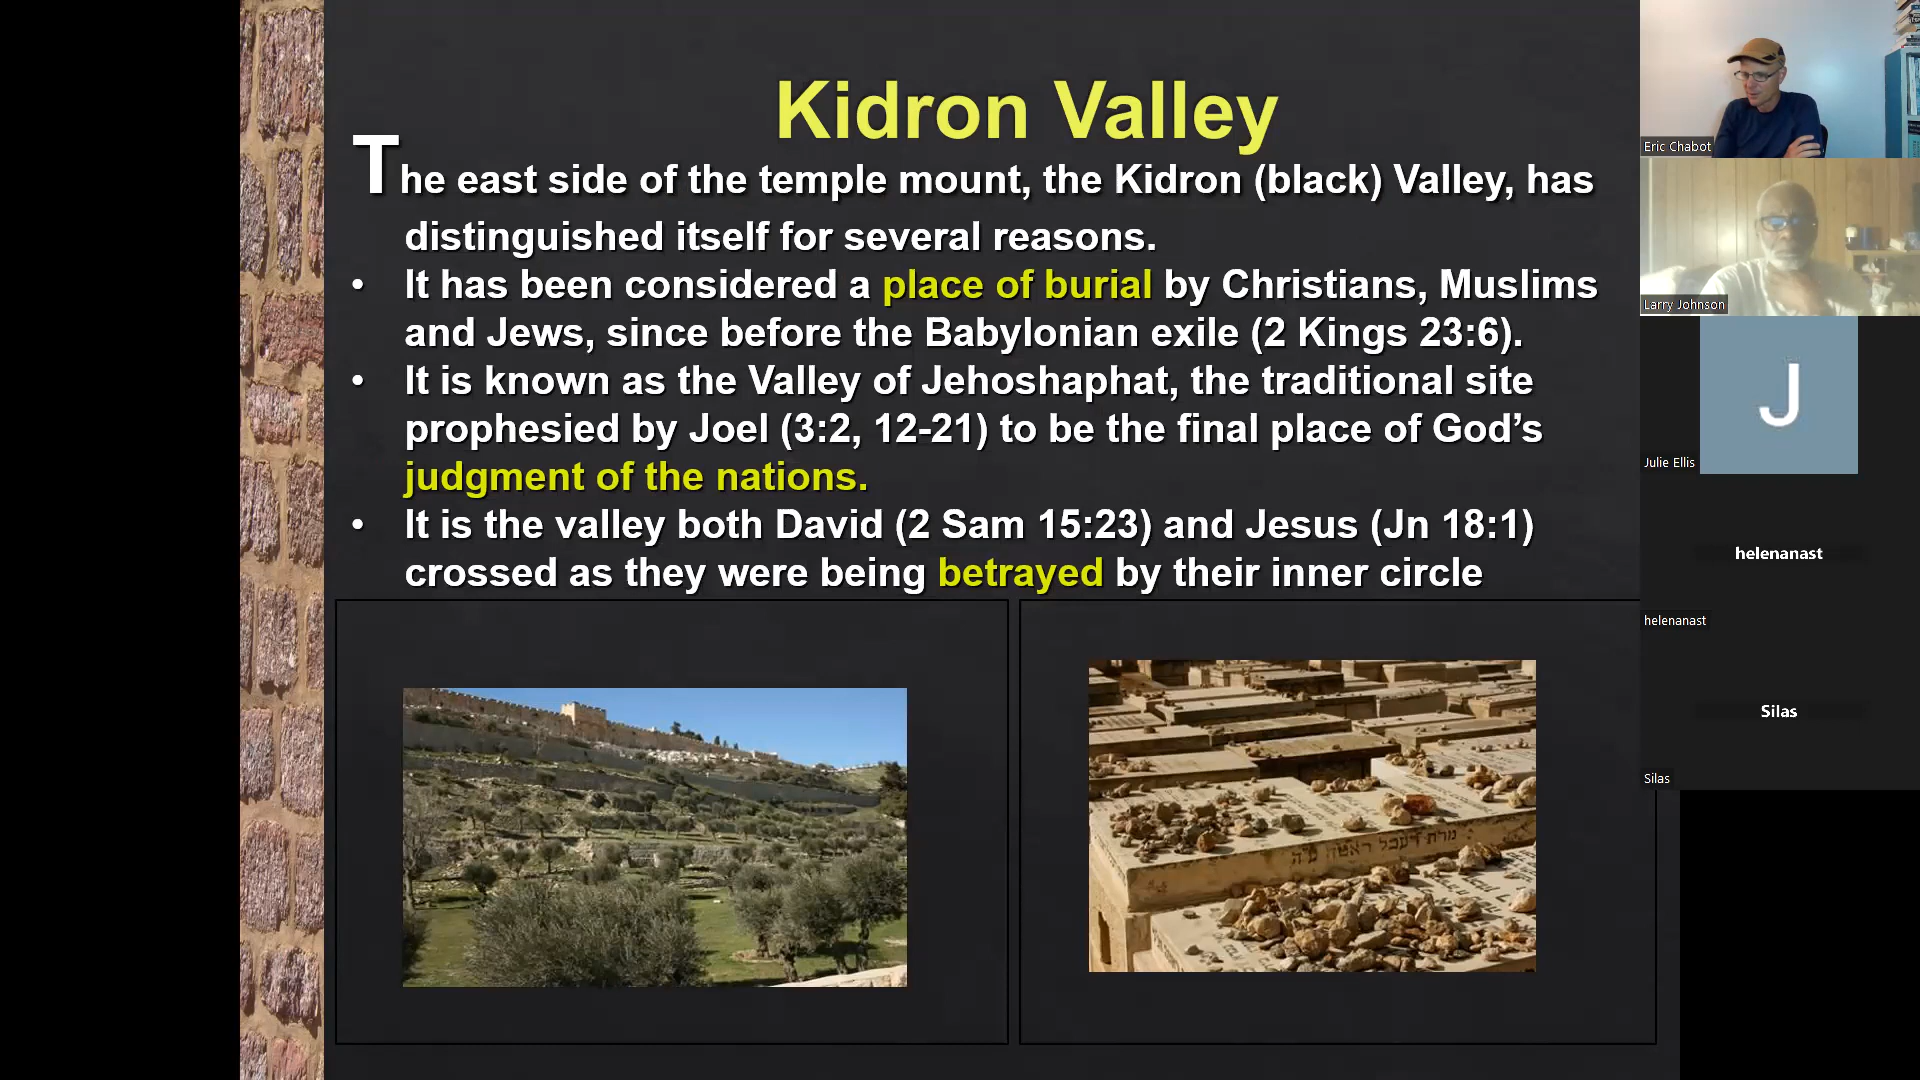 Kidron Valley
The east side of the temple mount, the Kidron (black) Valley, has
distinguished itself for several reasons.
• It has been considered a place of burial by Christians, Muslims
and Jews, since before the Babylonian exile (2 Kings 23:6).
• It is known as the Valley of Jehoshaphat, the traditional site
prophesied by Joel (3:2, 12-21) to be the final place of God’s
judgment of the nations.
• It is the valley both David (2 Sam 15:23) and Jesus (Jn 18:1)
crossed as they were being betrayed by their inner circle
Eric Chabot
Larry Johnson
J
Julie Ellis
helenanast
helenanast
Silas
Silas